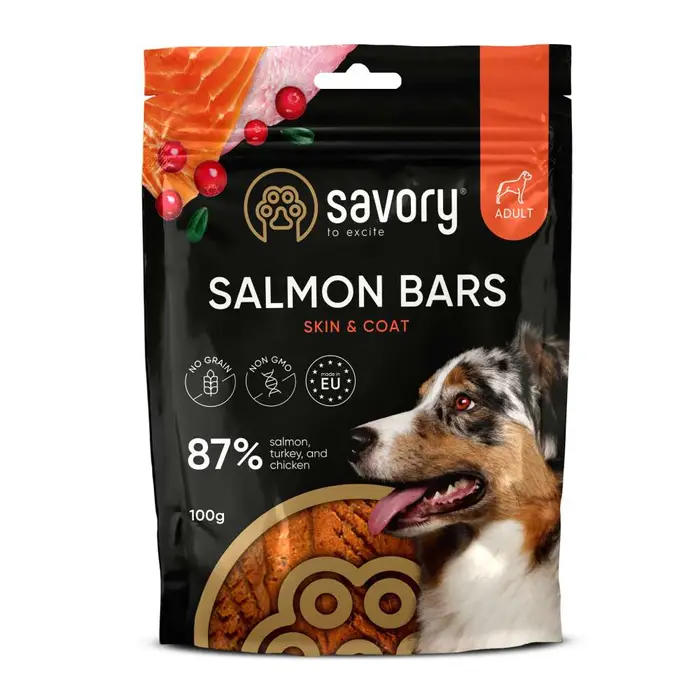 savory®
to excite
ADULT
SALMON BARS
SKIN & COAT
NO GRAIN
NON GMO
made in
EU
87%
salmon,
turkey, and
chicken
100g